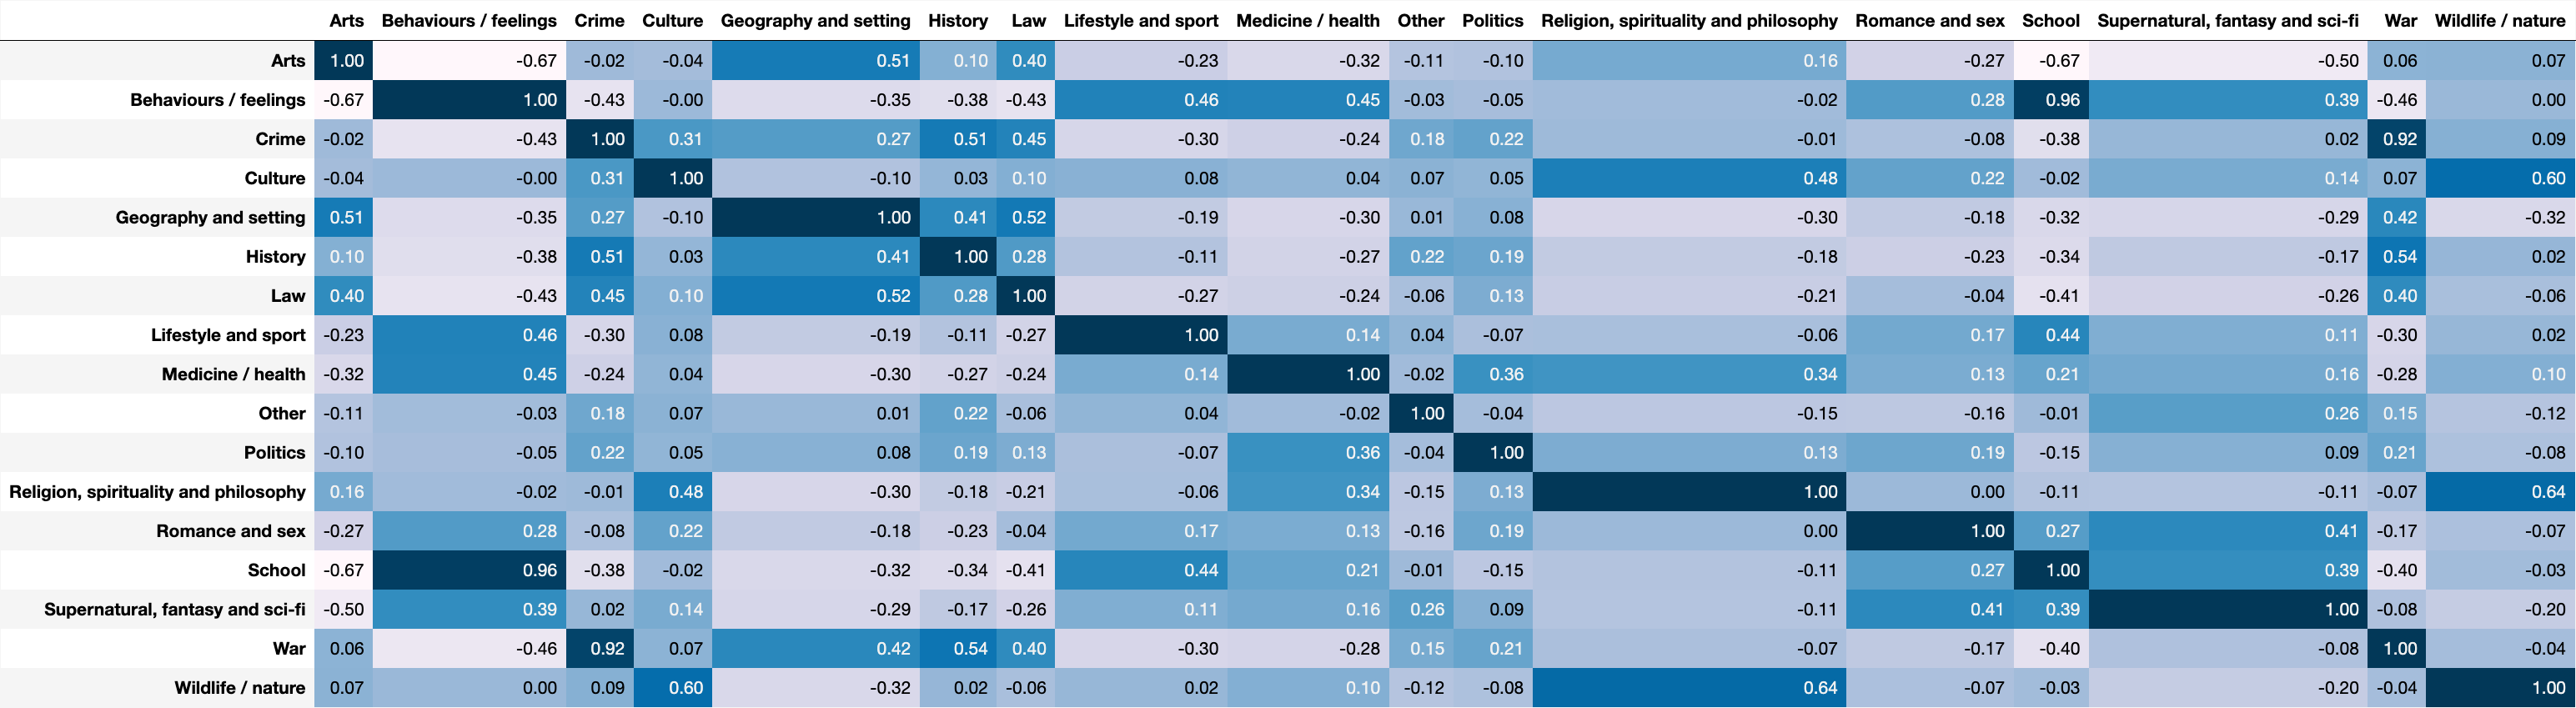 Arts Behaviours / feelings Crime Culture Geography and setting History Law Lifestyle and sport Medicine / health Other Politics Religion, spirituality and philosophy Romance and sex School Supernatural, fantasy and sci-fi War Wildlife / nature
Arts 1.00 -0.67 -0.02 -0.04 0.51 0.10 0.40 -0.23 -0.32 -0.11 -0.10 0.16 -0.27 -0.67 -0.50 0.06 0.07
Behaviours / feelings -0.67 1.00 -0.43 -0.00 -0.35 -0.38 -0.43 0.46 0.45 -0.03 -0.05 -0.02 0.28 0.96 0.39 -0.46 0.00
Crime -0.02 -0.43 1.00 0.31 0.27 0.51 0.45 -0.30 -0.24 0.18 0.22 -0.01 -0.08 -0.38 0.02 0.92 0.09
Culture -0.04 -0.00 0.31 1.00 -0.10 0.03 0.10 0.08 0.04 0.07 0.05 0.48 0.22 -0.02 0.14 0.07 0.60
Geography and setting 0.51 -0.35 0.27 -0.10 1.00 0.41 0.52 -0.19 -0.30 0.01 0.08 -0.30 -0.18 -0.32 -0.29 0.42 -0.32
History 0.10 -0.38 0.51 0.03 0.41 1.00 0.28 -0.11 -0.27 0.22 0.19 -0.18 -0.23 -0.34 -0.17 0.54 0.02
Law 0.40 -0.43 0.45 0.10 0.52 0.28 1.00 -0.27 -0.24 -0.06 0.13 -0.21 -0.04 -0.41 -0.26 0.40 -0.06
Lifestyle and sport -0.23 0.46 -0.30 0.08 -0.19 -0.11 -0.27 1.00 0.14 0.04 -0.07 -0.06 0.17 0.44 0.11 -0.30 0.02
Medicine / health -0.32 0.45 -0.24 0.04 -0.30 -0.27 -0.24 0.14 1.00 -0.02 0.36 0.34 0.13 0.21 0.16 -0.28 0.10
Other -0.11 -0.03 0.18 0.07 0.01 0.22 -0.06 0.04 -0.02 1.00 -0.04 -0.15 -0.16 -0.01 0.26 0.15 -0.12
Politics -0.10 -0.05 0.22 0.05 0.08 0.19 0.13 -0.07 0.36 -0.04 1.00 0.13 0.19 -0.15 0.09 0.21 -0.08
Religion, spirituality and philosophy 0.16 -0.02 -0.01 0.48 -0.30 -0.18 -0.21 -0.06 0.34 -0.15 0.13 1.00 0.00 -0.11 -0.11 -0.07 0.64
Romance and sex -0.27 0.28 -0.08 0.22 -0.18 -0.23 -0.04 0.17 0.13 -0.16 0.19 0.00 1.00 0.27 0.41 -0.17 -0.07
School -0.67 0.96 -0.38 -0.02 -0.32 -0.34 -0.41 0.44 0.21 -0.01 -0.15 -0.11 0.27 1.00 0.39 -0.40 -0.03
Supernatural, fantasy and sci-fi -0.50 0.39 0.02 0.14 -0.29 -0.17 -0.26 0.11 0.16 0.26 0.09 -0.11 0.41 0.39 1.00 -0.08 -0.20
War 0.06 -0.46 0.92 0.07 0.42 0.54 0.40 -0.30 -0.28 0.15 0.21 -0.07 -0.17 -0.40 -0.08 1.00 -0.04
Wildlife / nature 0.07 0.00 0.09 0.60 -0.32 0.02 -0.06 0.02 0.10 -0.12 -0.08 0.64 -0.07 -0.03 -0.20 -0.04 1.00